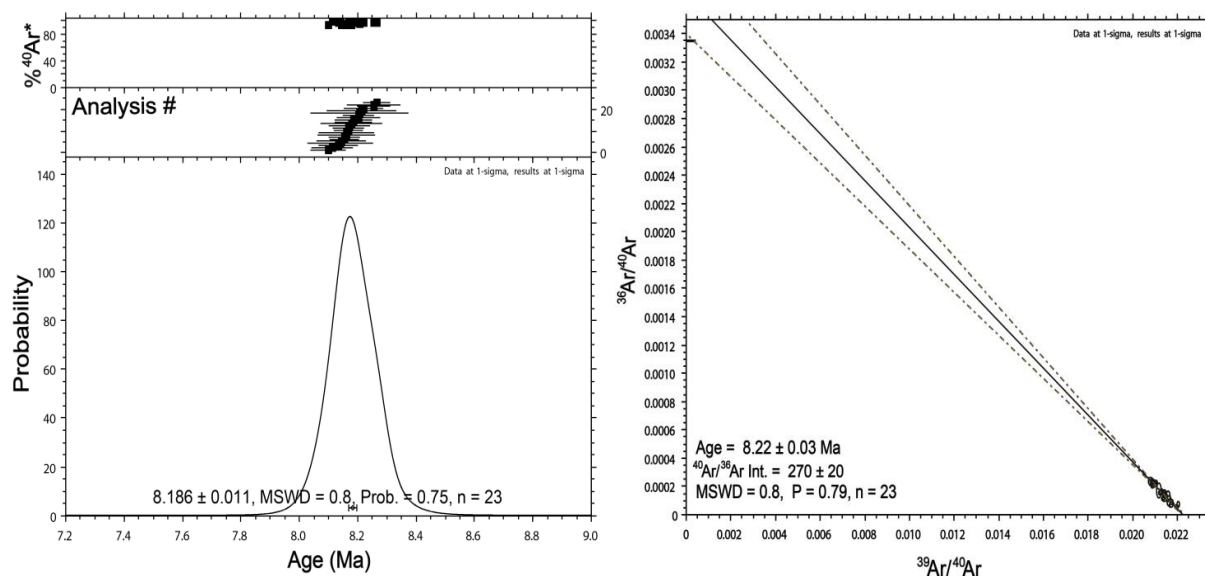 % ⁴⁰Ar*
80
40
0
Analysis #
20
0
Data at 1-sigma, results at 1-sigma
140
120
100
80
60
40
20
0
Probability
8.186 ± 0.011, MSWD = 0.8, Prob. = 0.75, n = 23
7.2 7.4 7.6 7.8 8.0 8.2 8.4 8.6 8.8 9.0
Age (Ma)
Data at 1-sigma, results at 1-sigma
0.0034
0.0032
0.0030
0.0028
0.0026
0.0024
0.0022
0.0020
0.0018
0.0016
0.0014
0.0012
0.0010
0.0008
0.0006
0.0004
0.0002
0
³⁶Ar/⁴⁰Ar
Age = 8.22 ± 0.03 Ma
⁴⁰Ar/³⁶Ar Int. = 270 ± 20
MSWD = 0.8, P = 0.79, n = 23
0 0.002 0.004 0.006 0.008 0.010 0.012 0.014 0.016 0.018 0.020 0.022
³⁹Ar/⁴⁰Ar